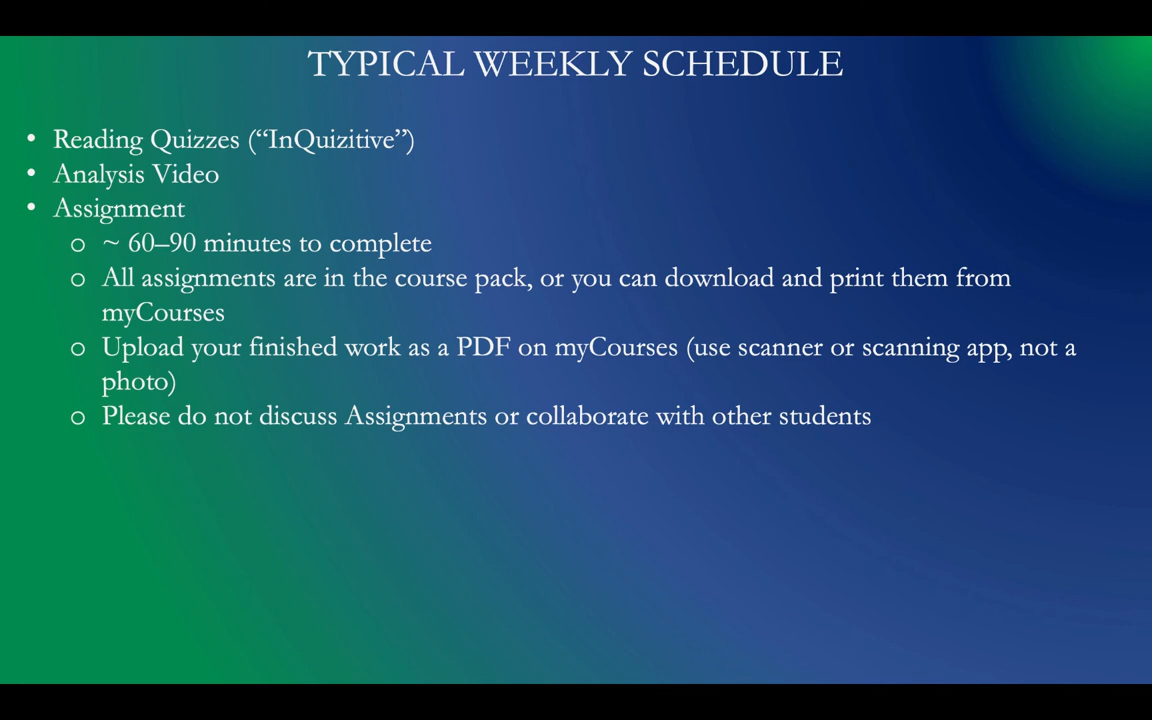 TYPICAL WEEKLY SCHEDULE
• Reading Quizzes (“InQuizitive”)
• Analysis Video
• Assignment
o ~ 60–90 minutes to complete
o All assignments are in the course pack, or you can download and print them from
myCourses
o Upload your finished work as a PDF on myCourses (use scanner or scanning app, not a
photo)
o Please do not discuss Assignments or collaborate with other students